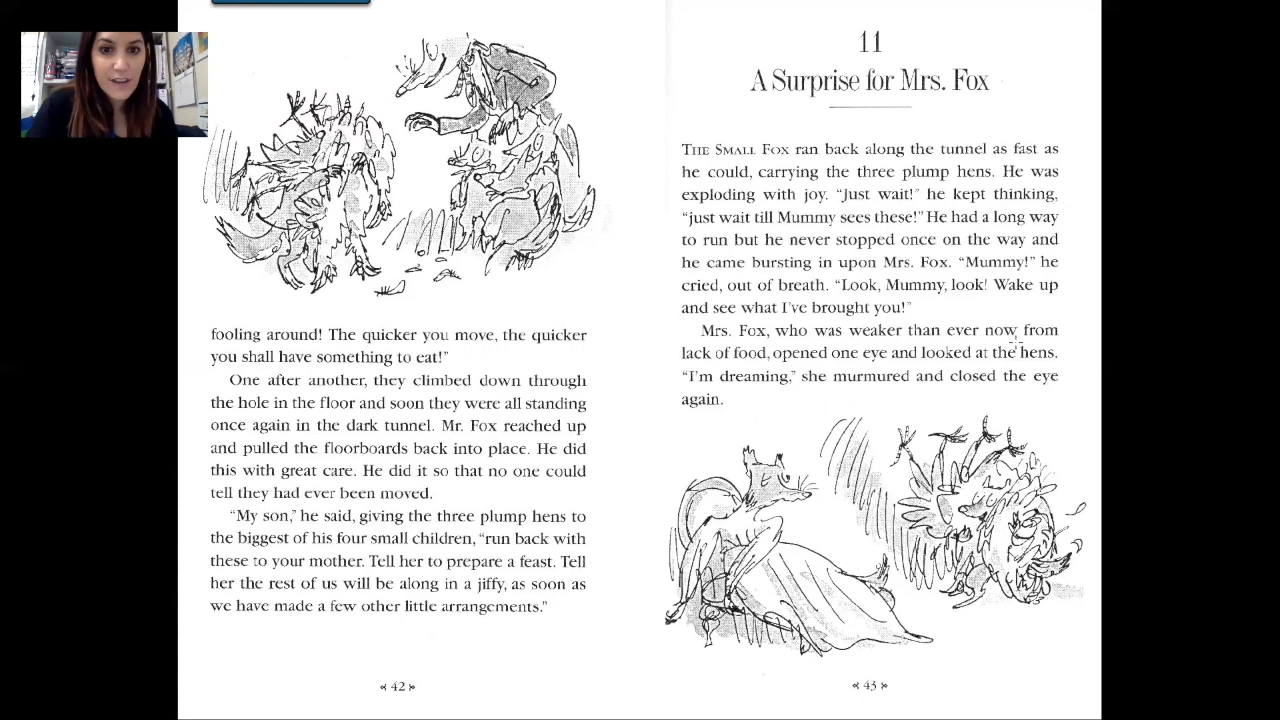 fooling around! The quicker you move, the quicker
you shall have something to eat!”
One after another, they climbed down through
the hole in the floor and soon they were all standing
once again in the dark tunnel. Mr. Fox reached up
and pulled the floorboards back into place. He did
this with great care. He did it so that no one could
tell they had ever been moved.
“My son,” he said, giving the three plump hens to
the biggest of his four small children, “run back with
these to your mother. Tell her to prepare a feast. Tell
her the rest of us will be along in a jiffy, as soon as
we have made a few other little arrangements.”
42
11
A Surprise for Mrs. Fox
THE SMALL FOX ran back along the tunnel as fast as
he could, carrying the three plump hens. He was
exploding with joy. “Just wait!” he kept thinking,
“just wait till Mummy sees these!” He had a long way
to run but he never stopped once on the way and
he came bursting in upon Mrs. Fox. “Mummy!” he
cried, out of breath. “Look, Mummy, look! Wake up
and see what I’ve brought you!”
Mrs. Fox, who was weaker than ever now from
lack of food, opened one eye and looked at the hens.
“I’m dreaming,” she murmured and closed the eye
again.
43